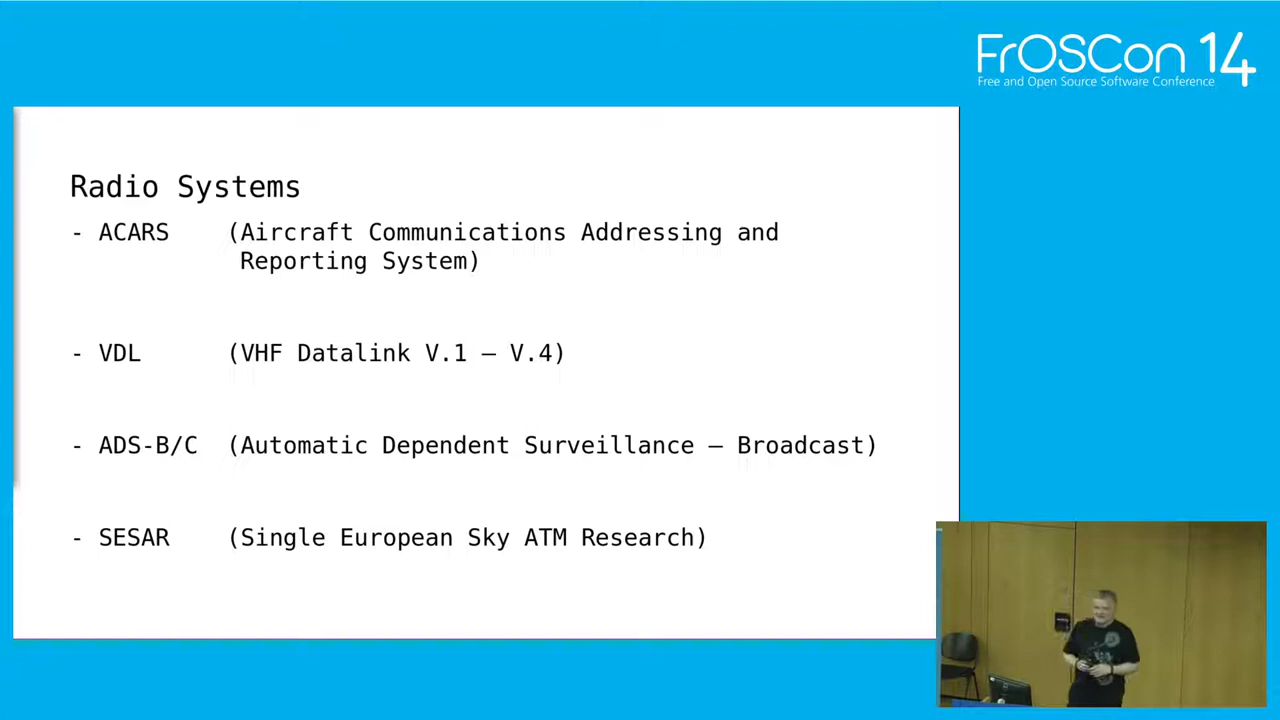 FrOSCon 14
Free and Open Source Software Conference
Radio Systems
- ACARS (Aircraft Communications Addressing and
Reporting System)
- VDL (VHF Datalink V.1 – V.4)
- ADS-B/C (Automatic Dependent Surveillance – Broadcast)
- SESAR (Single European Sky ATM Research)